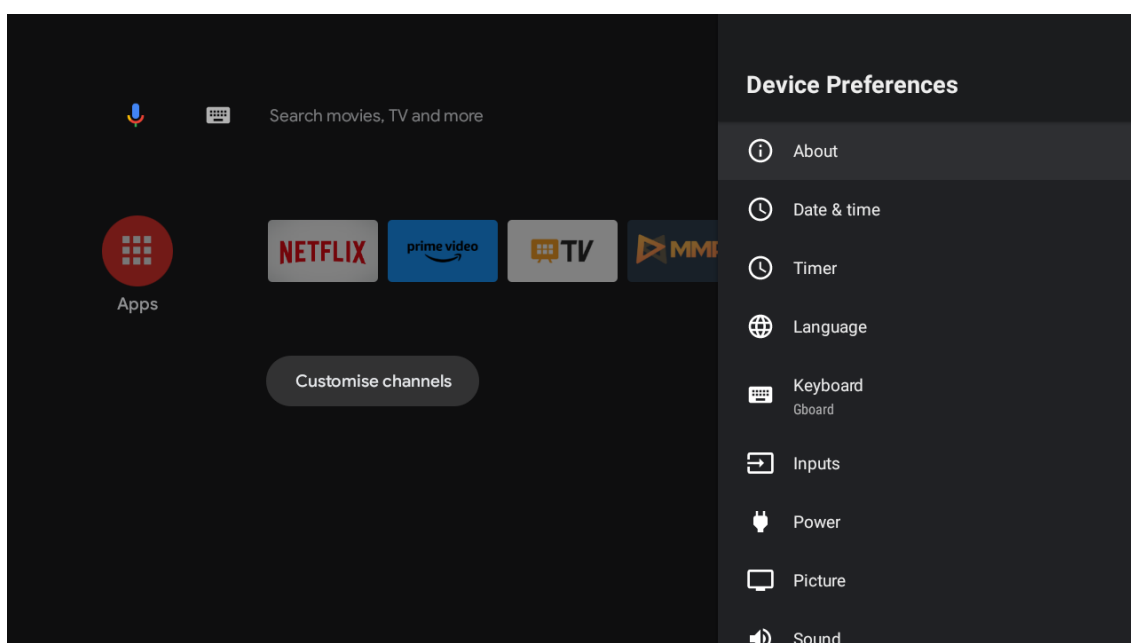 Device Preferences
Search movies, TV and more
About
Date & time
Timer
NETFLIX
prime video
TV
Apps
Language
Customise channels
Keyboard
Gboard
Inputs
Power
Picture
Sound